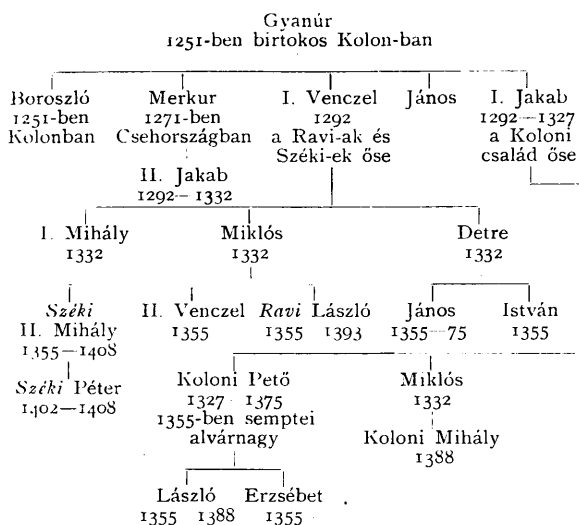 Gyanúr
1251-ben birtokos Kolon-ban
Boroszló Merkur I. Venczel János I. Jakab
1251-ben 1271-ben 1292 1292—1327
Kolonban Csehországban a Ravi-ak és a Koloni
Széki-ek őse család őse
II. Jakab
1292—1332
I. Mihály Miklós Detre
1332 1332 1332
Széki II. Venczel Ravi László János István
II. Mihály 1355 1355 1393 1355—75 1355
1355—1408
Széki Péter Koloni Pető Miklós
1402—1408 1327 1375 1332
1355-ben semptei
alvárnagy Koloni Mihály
1388
László Erzsébet
1355 1388 1355